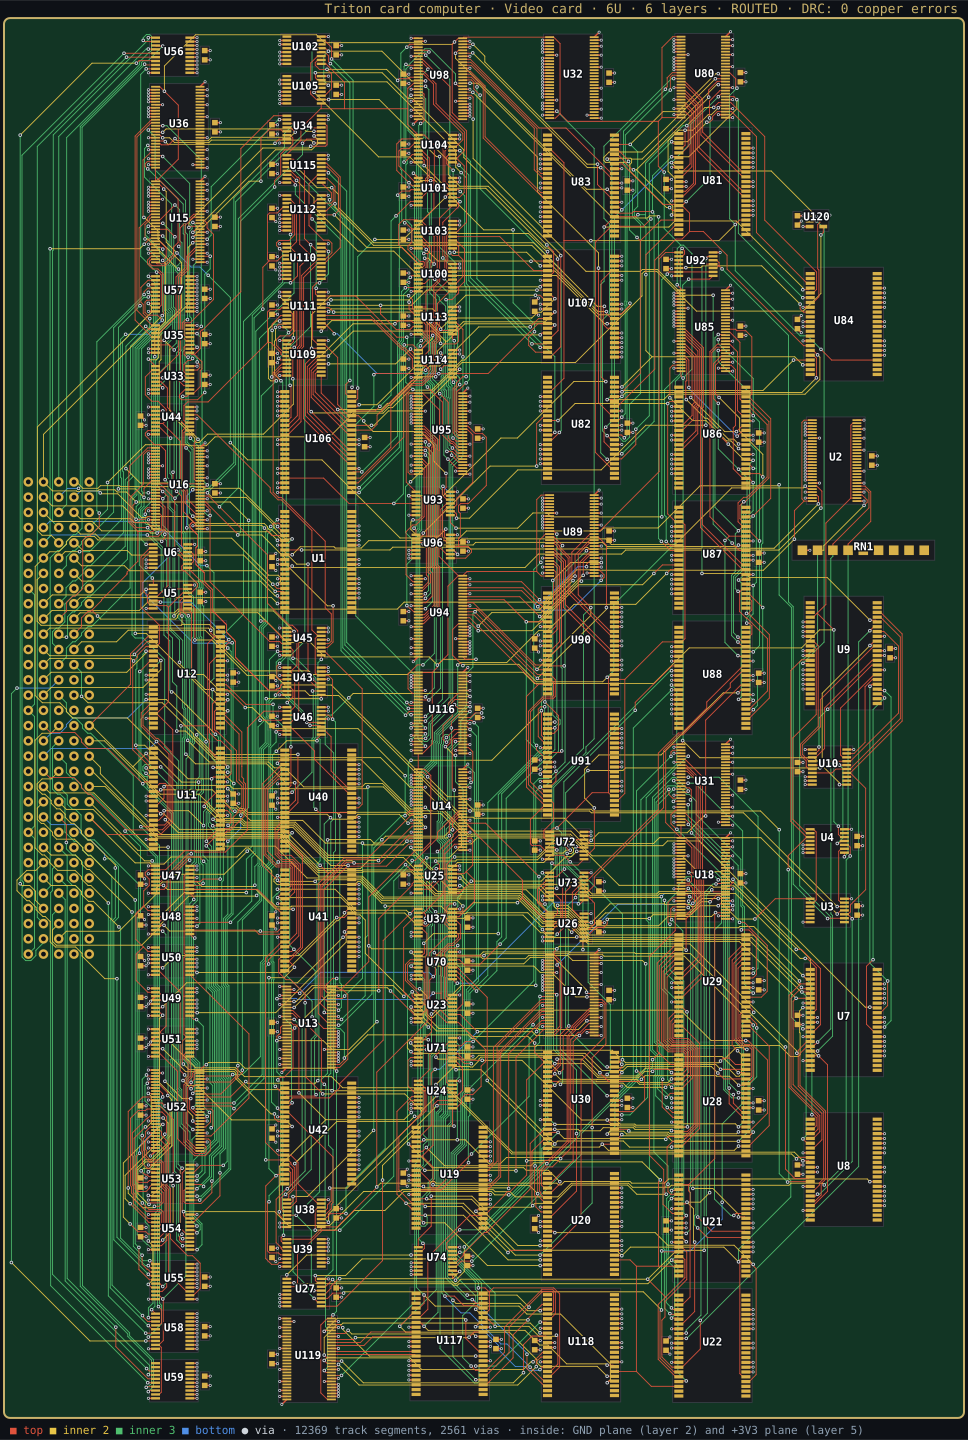 Triton card computer · Video card · 6U · 6 layers · ROUTED · DRC: 0 copper errors
U56
U102
U98
U32
U80
U105
U36
U34
U104
U83
U81
U115
U101
U15
U112
U103
U120
U57
U110
U100
U92
U107
U84
U35
U111
U113
U85
U33
U109
U114
U44
U106
U95
U82
U86
U2
U16
U93
U89
U6
U1
U96
U87
RN1
U5
U94
U90
U9
U12
U45
U43
U116
U88
U46
U91
U10
U11
U40
U14
U31
U72
U4
U47
U25
U73
U18
U48
U41
U37
U26
U3
U50
U70
U17
U29
U49
U13
U23
U7
U51
U71
U52
U42
U24
U30
U28
U53
U19
U8
U54
U38
U20
U21
U39
U74
U55
U27
U58
U119
U117
U118
U22
U59
■ top ■ inner 2 ■ inner 3 ■ bottom ● via · 12369 track segments, 2561 vias · inside: GND plane (layer 2) and +3V3 plane (layer 5)